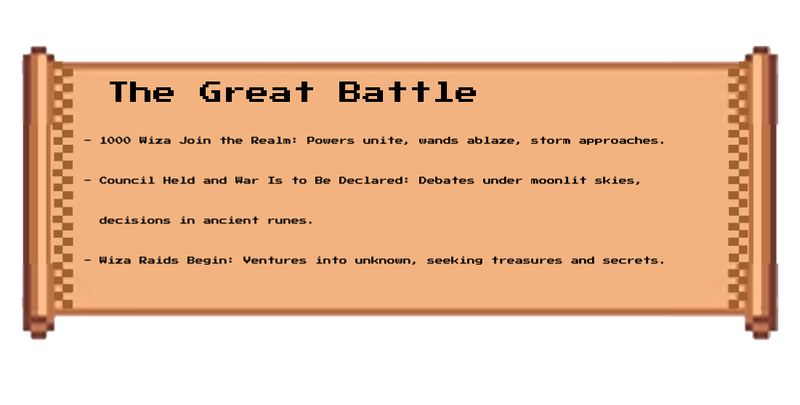 The Great Battle
- 1000 Wiza Join the Realm: Powers unite, wands ablaze, storm approaches.
- Council Held and War Is to Be Declared: Debates under moonlit skies,
decisions in ancient runes.
- Wiza Raids Begin: Ventures into unknown, seeking treasures and secrets.